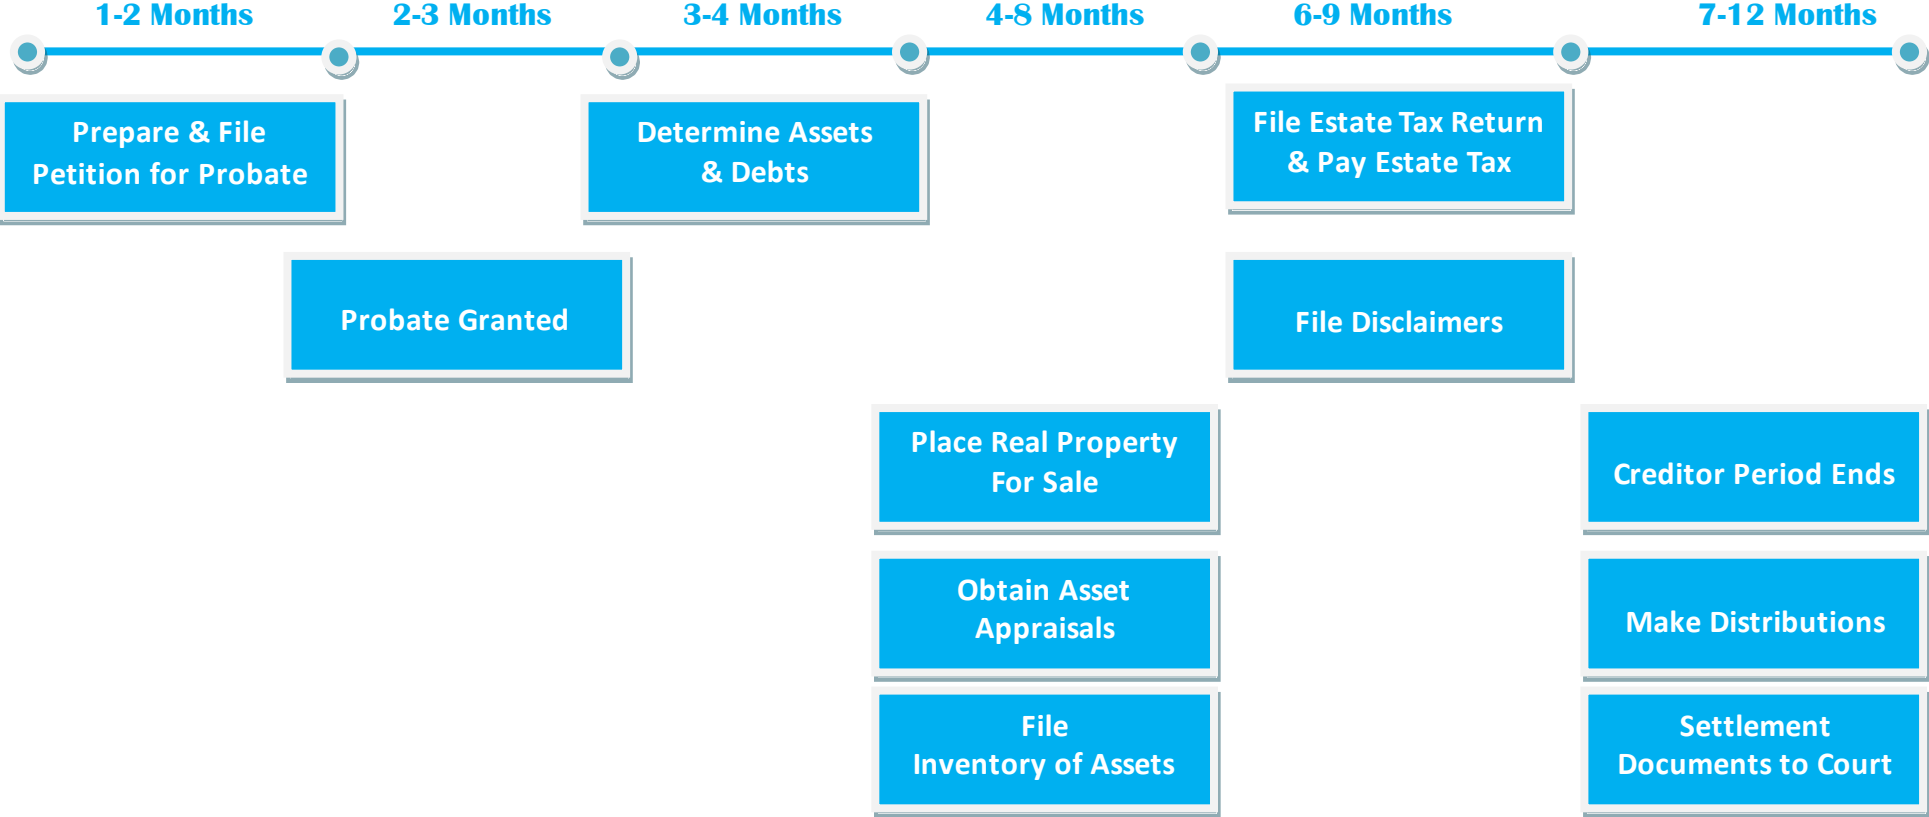 1-2 Months
2-3 Months
3-4 Months
4-8 Months
6-9 Months
7-12 Months
Prepare & File
Petition for Probate
Probate Granted
Determine Assets
& Debts
Place Real Property
For Sale
Obtain Asset
Appraisals
File
Inventory of Assets
File Estate Tax Return
& Pay Estate Tax
File Disclaimers
Creditor Period Ends
Make Distributions
Settlement
Documents to Court